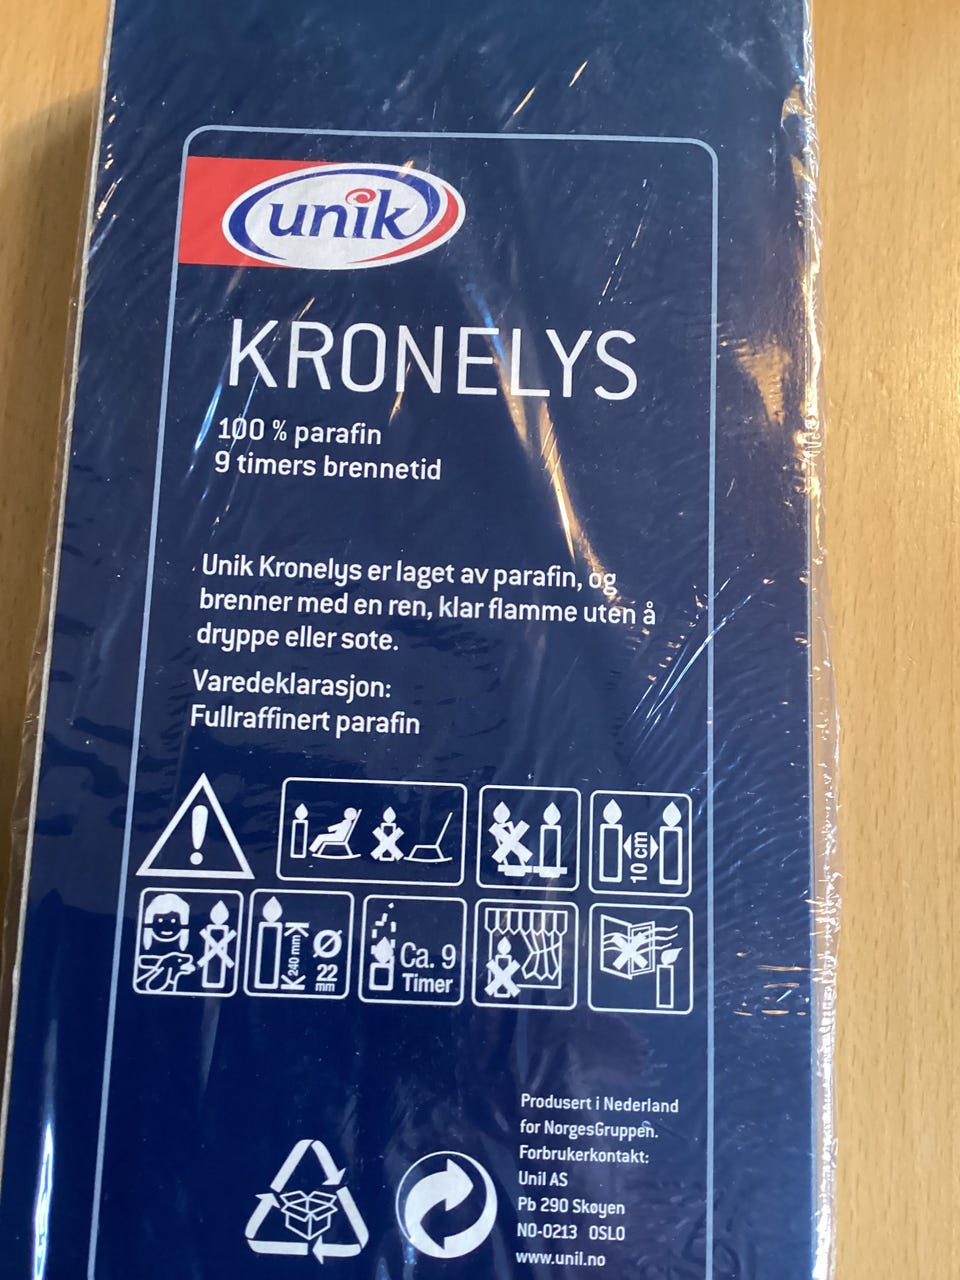 unik
KRONELYS
100 % parafin
9 timers brennetid
Unik Kronelys er laget av parafin, og
brenner med en ren, klar flamme uten å
dryppe eller sote.
Varedeklarasjon:
Fullraffinert parafin
10 cm
240 mm
Ø
22
mm
Ca. 9
Timer
Produsert i Nederland
for NorgesGruppen.
Forbrukerkontakt:
Unil AS
Pb 290 Skøyen
NO-0213 OSLO
www.unil.no